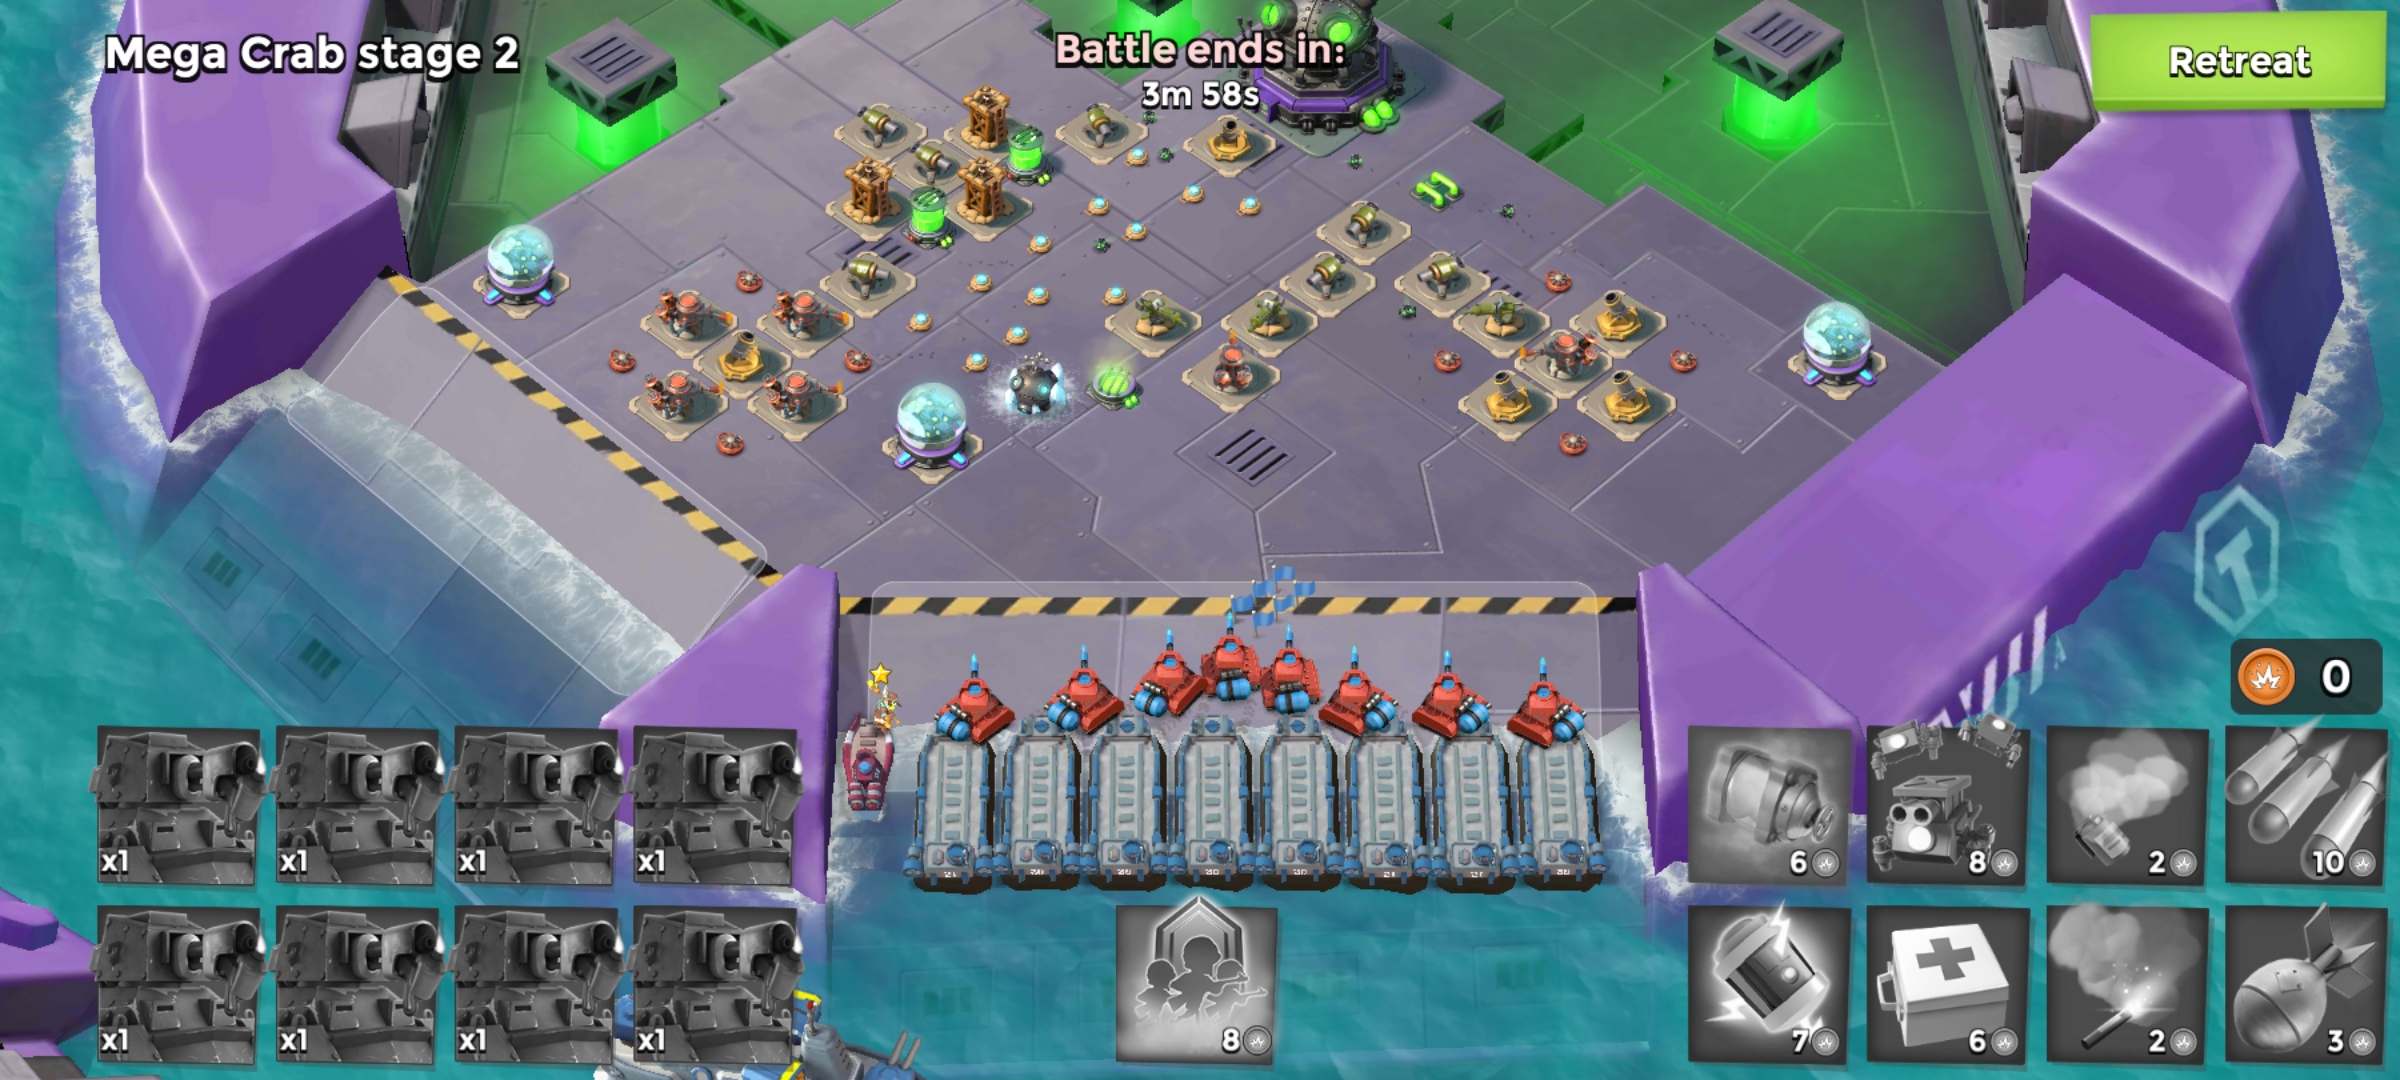 Mega Crab stage 2
Battle ends in:
3m 58s
Retreat
0
x1
x1
x1
x1
6
8
2
10
x1
x1
x1
x1
8
7
6
2
3